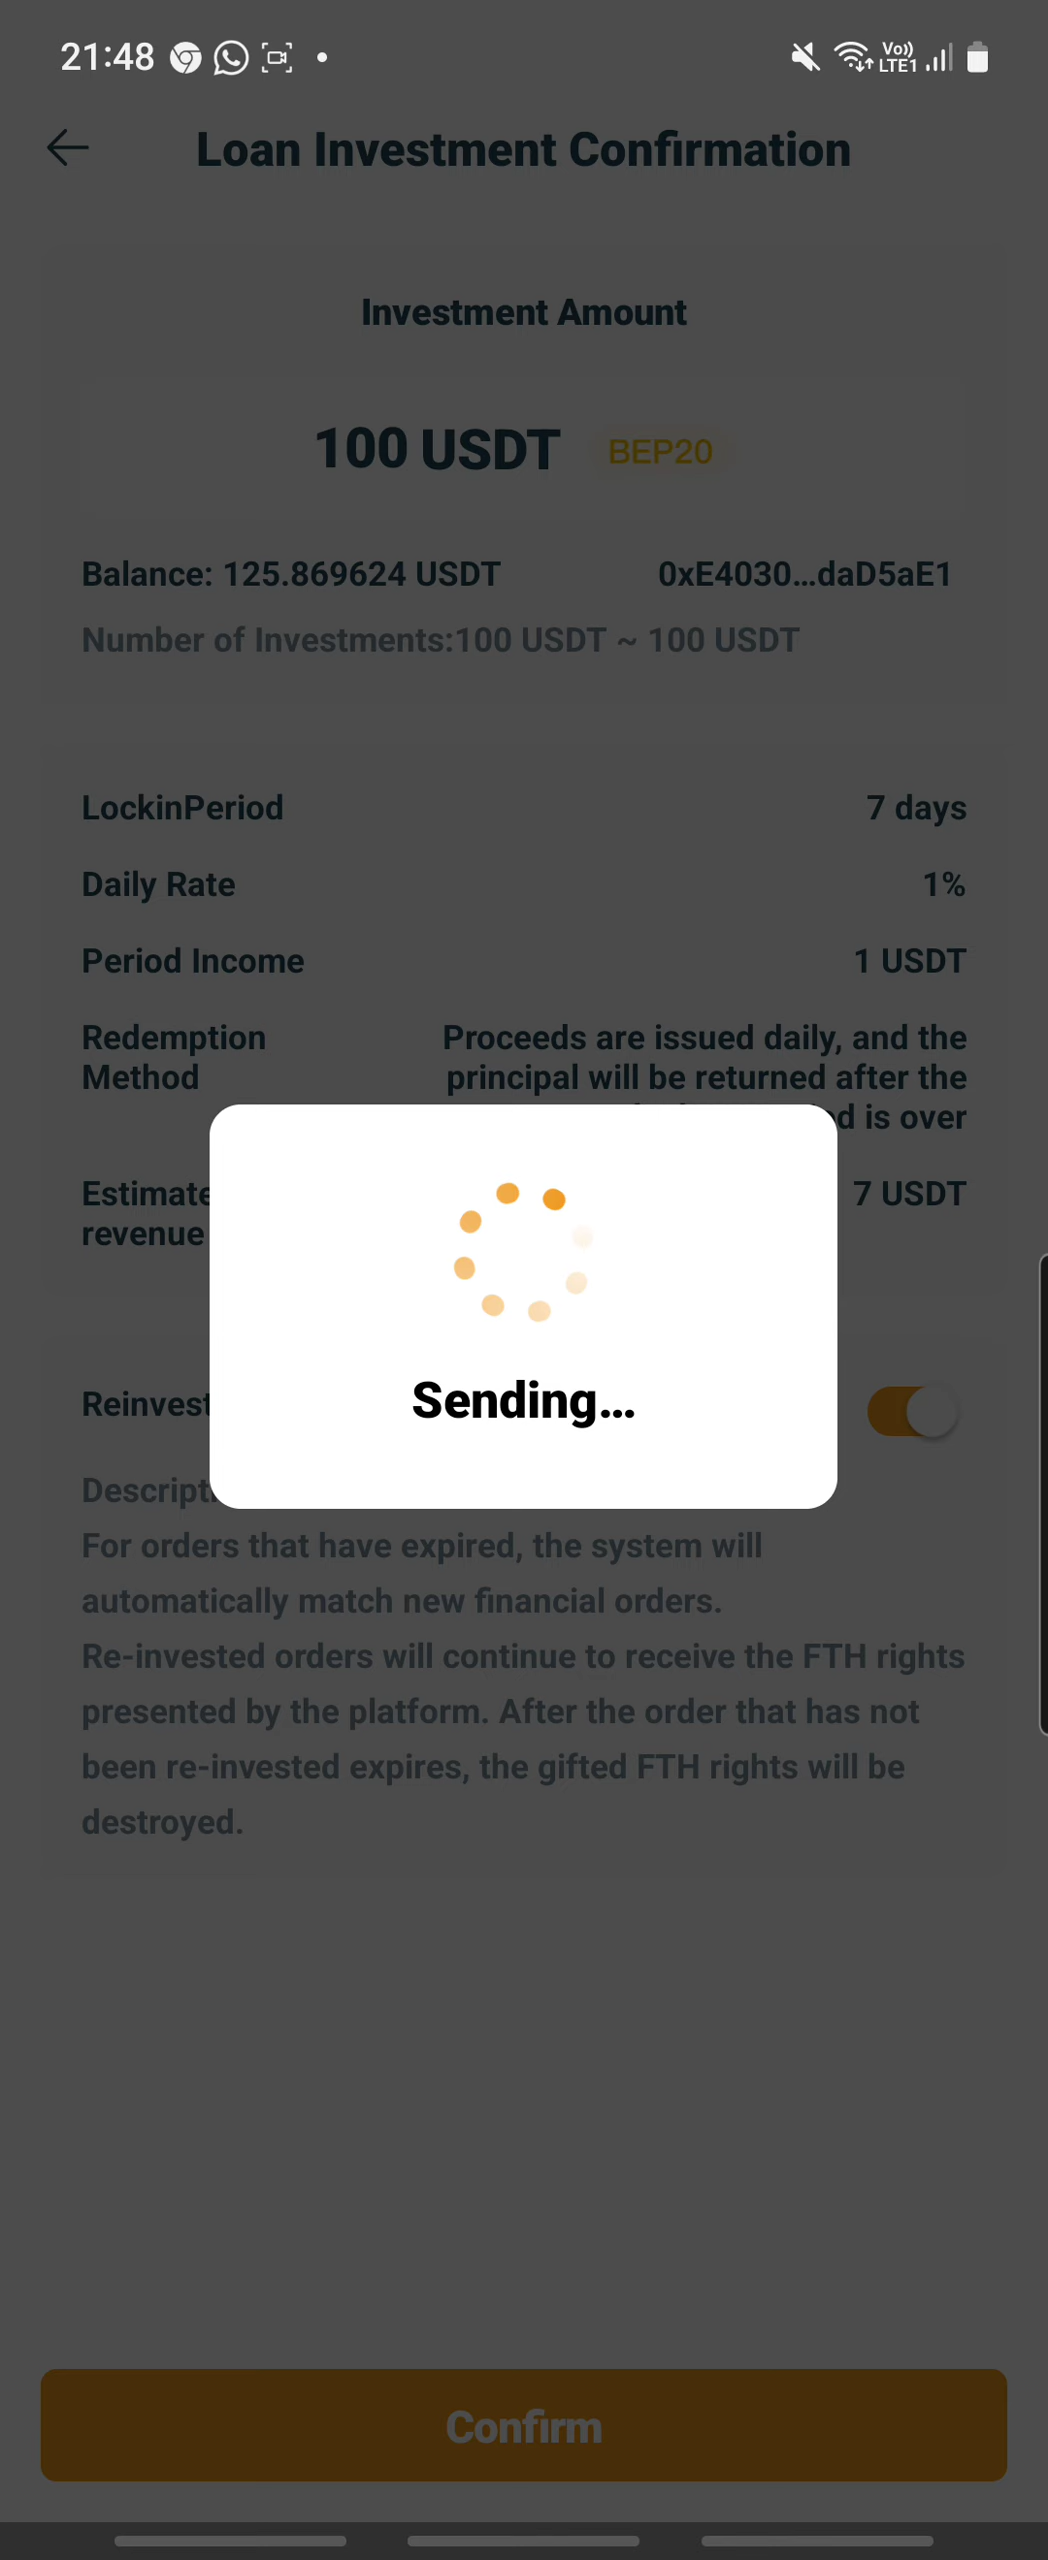 21:48
Vo)) LTE1
Loan Investment Confirmation
Investment Amount
100 USDT BEP20
Balance: 125.869624 USDT 0xE4030...daD5aE1
Number of Investments:100 USDT ~ 100 USDT
LockinPeriod 7 days
Daily Rate 1%
Period Income 1 USDT
Redemption Method Proceeds are issued daily, and the
principal will be returned after the
is over
Estimate
revenue 7 USDT
Sending...
Reinvest
For orders that have expired, the system will
automatically match new financial orders.
Re-invested orders will continue to receive the FTH rights
presented by the platform. After the order that has not
been re-invested expires, the gifted FTH rights will be
destroyed.
Confirm